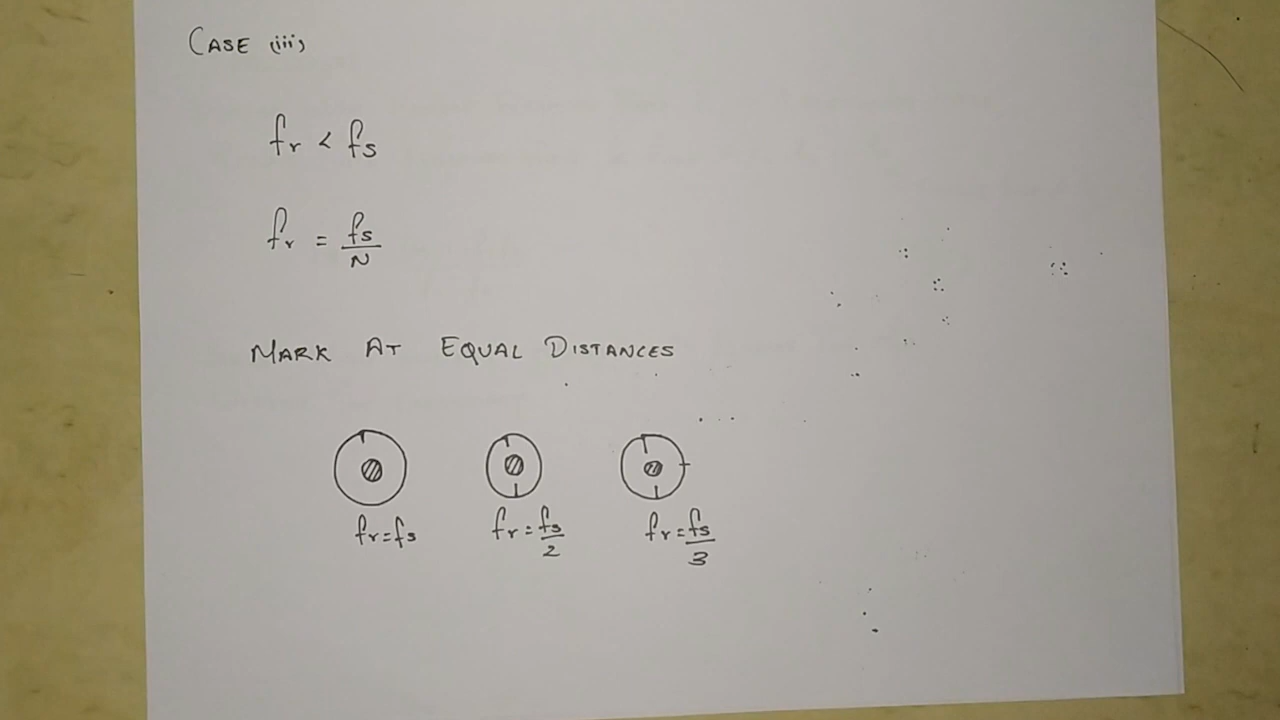 CASE (iii)
fr < fs
fr = fs/N
MARK AT EQUAL DISTANCES
fr=fs fr=fs/2 fr=fs/3